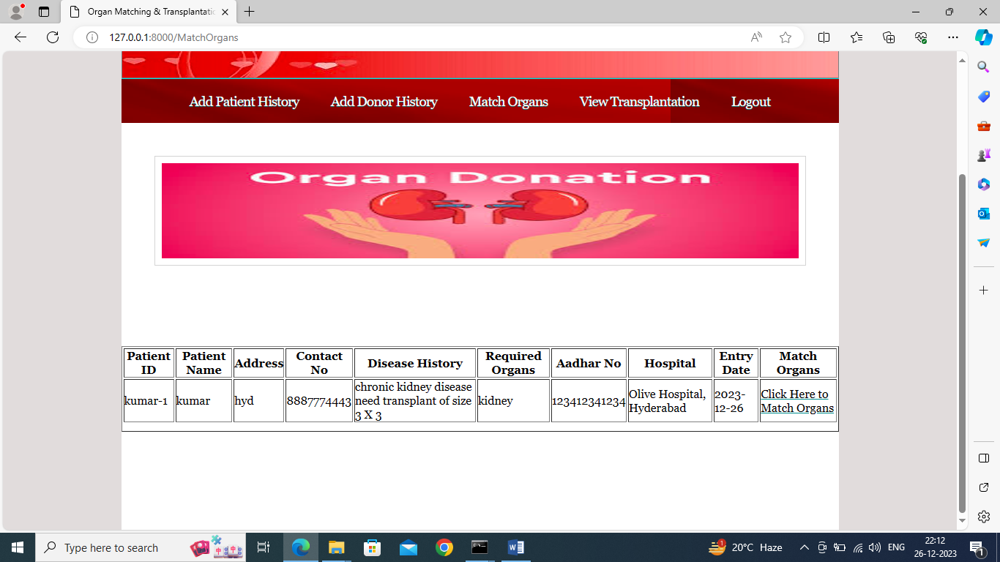 Organ Matching & Transplantatic
127.0.0.1:8000/MatchOrgans
Add Patient History Add Donor History Match Organs View Transplantation Logout
Organ Donation
Patient ID Patient Name Address Contact No Disease History Required Organs Aadhar No Hospital Entry Date Match Organs
kumar-1 kumar hyd 8887774443 chronic kidney disease need transplant of size 3 X 3 kidney 123412341234 Olive Hospital, Hyderabad 2023-12-26 Click Here to Match Organs
Type here to search
1
20°C Haze
ENG
22:12
26-12-2023
1